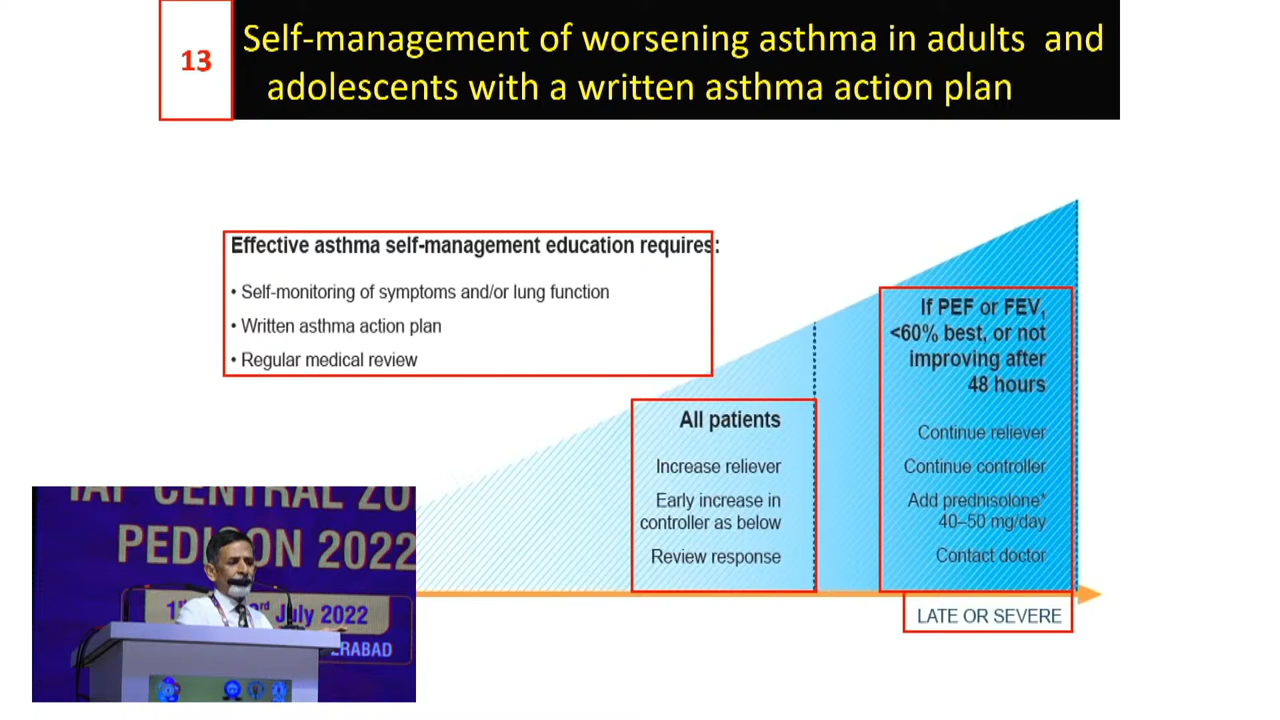 13
Self-management of worsening asthma in adults and
adolescents with a written asthma action plan
Effective asthma self-management education requires:
• Self-monitoring of symptoms and/or lung function
• Written asthma action plan
• Regular medical review
All patients
Increase reliever
Early increase in
controller as below
Review response
If PEF or FEV₁
<60% best, or not
improving after
48 hours
Continue reliever
Continue controller
Add prednisolone*
40–50 mg/day
Contact doctor
LATE OR SEVERE
CENTRAL
PEDICON 2022
July 2022